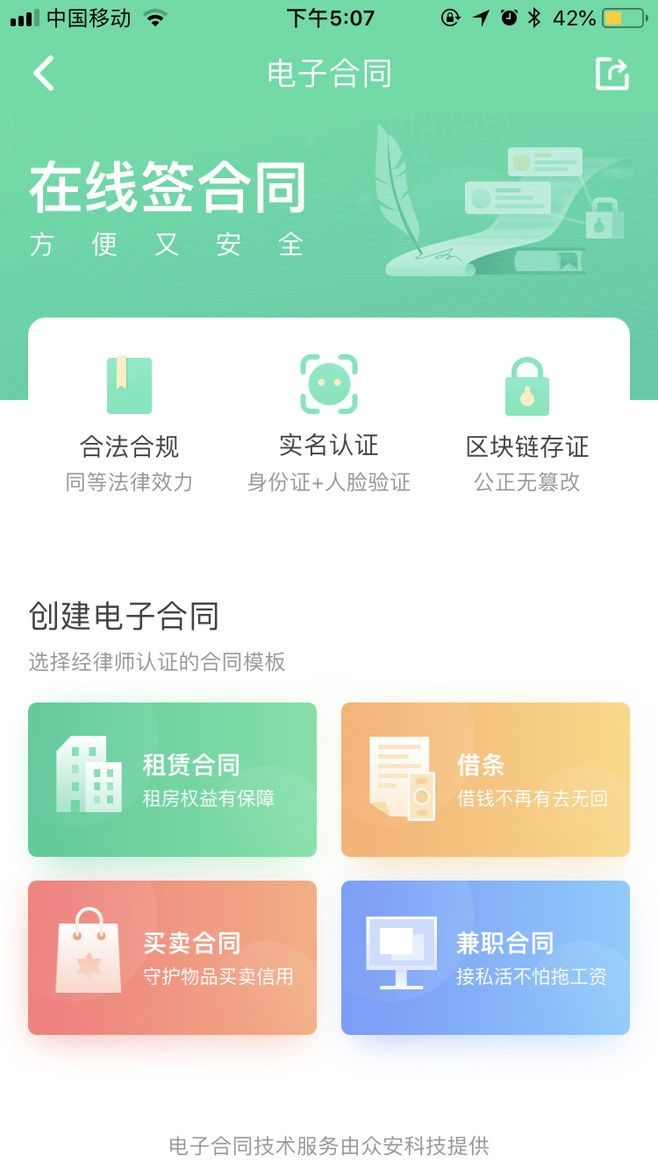 中国移动 下午5:07 42%
电子合同
在线签合同
方便又安全
合法合规 实名认证 区块链存证
同等法律效力 身份证+人脸验证 公正无篡改
创建电子合同
选择经律师认证的合同模板
租赁合同
租房权益有保障
借条
借钱不再有去无回
买卖合同
守护物品买卖信用
兼职合同
接私活不怕拖工资
电子合同技术服务由众安科技提供